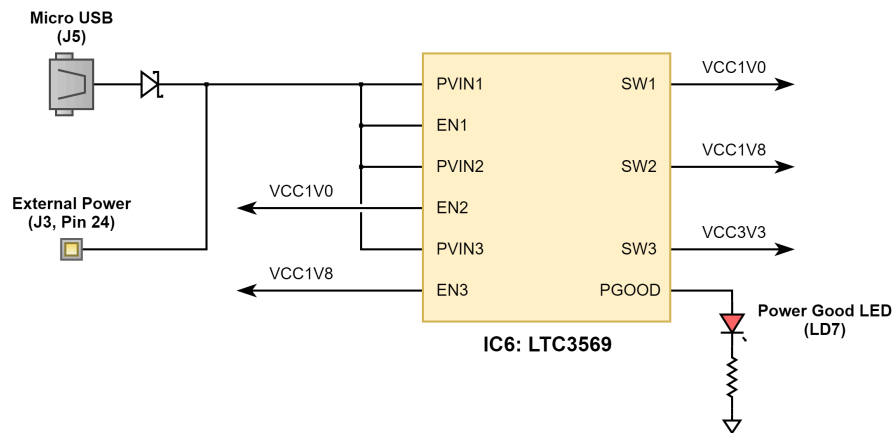 Micro USB
(J5)
External Power
(J3, Pin 24)
VCC1V0
VCC1V8
PVIN1
EN1
PVIN2
EN2
PVIN3
EN3
SW1
SW2
SW3
PGOOD
VCC1V0
VCC1V8
VCC3V3
Power Good LED
(LD7)
IC6: LTC3569